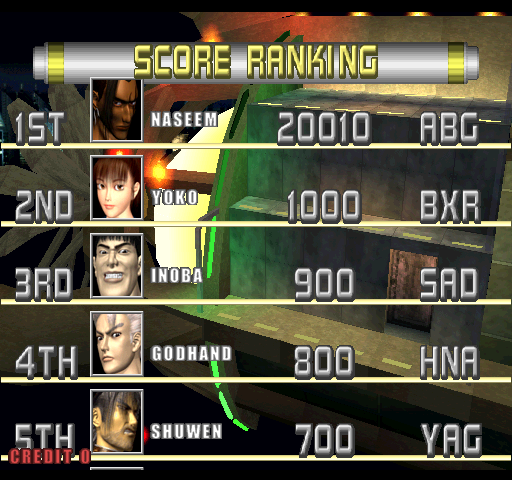 SCORE RANKING
1ST NASEEM 20010 ABG
2ND YOKO 1000 BXR
3RD INOBA 900 SAD
4TH GODHAND 800 HNA
5TH SHUWEN 700 YAG
CREDIT 0